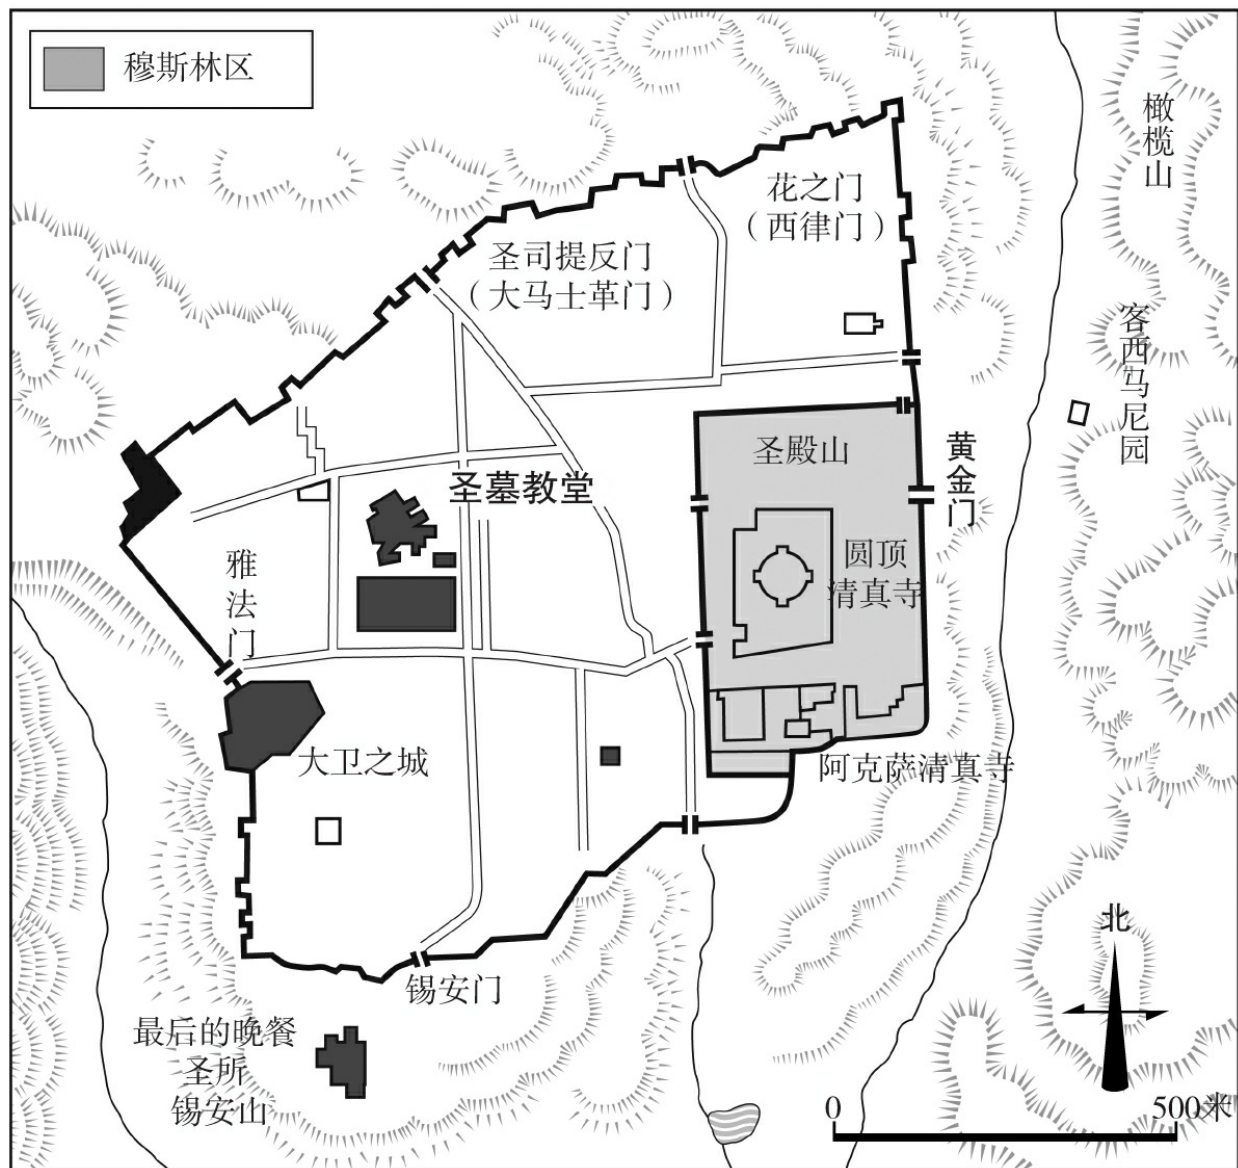 穆斯林区
橄榄山
花之门
（西律门）
圣司提反门
（大马士革门）
客西马尼园
圣殿山
黄金门
圣墓教堂
圆顶
清真寺
雅法门
大卫之城
阿克萨清真寺
北
锡安门
最后的晚餐
圣所
锡安山
0
500米